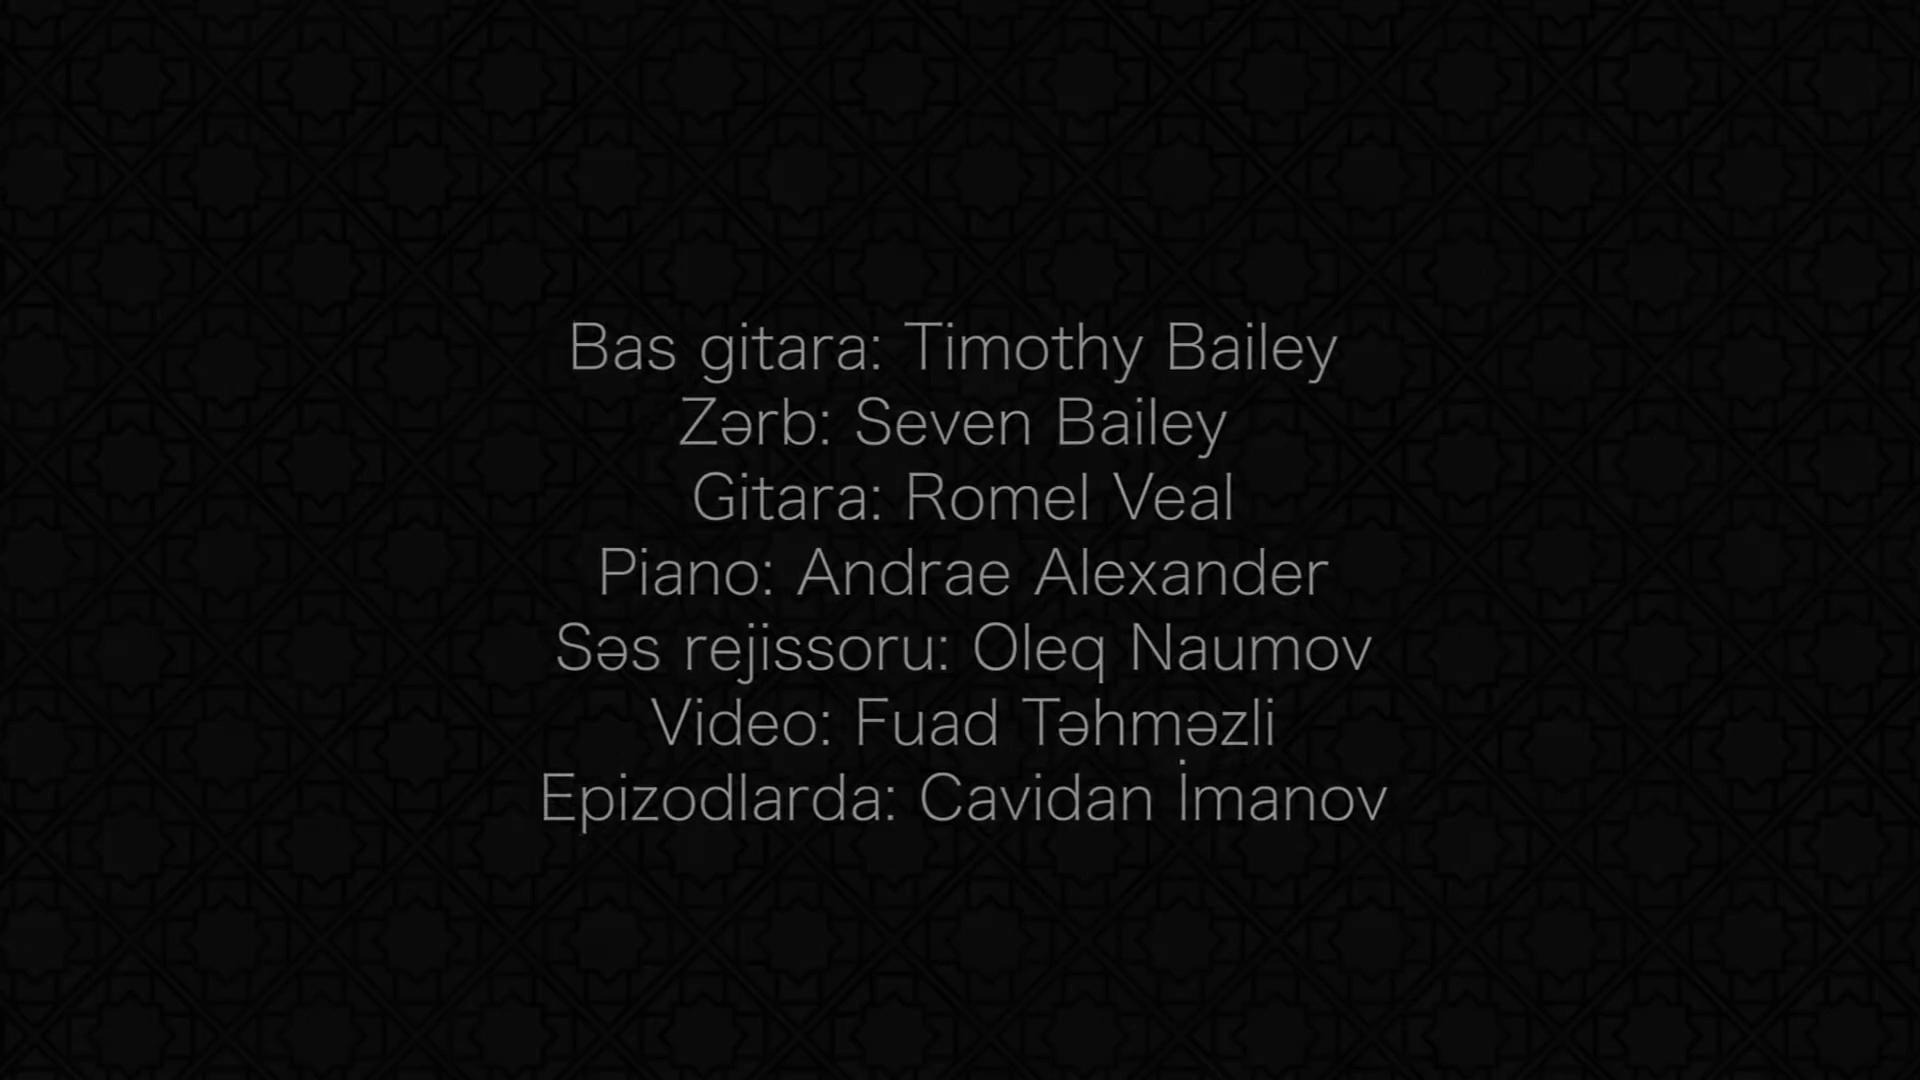 Bas gitara: Timothy Bailey
Zərb: Seven Bailey
Gitara: Romel Veal
Piano: Andrae Alexander
Səs rejissoru: Oleq Naumov
Video: Fuad Təhməzli
Epizodlarda: Cavidan İmanov